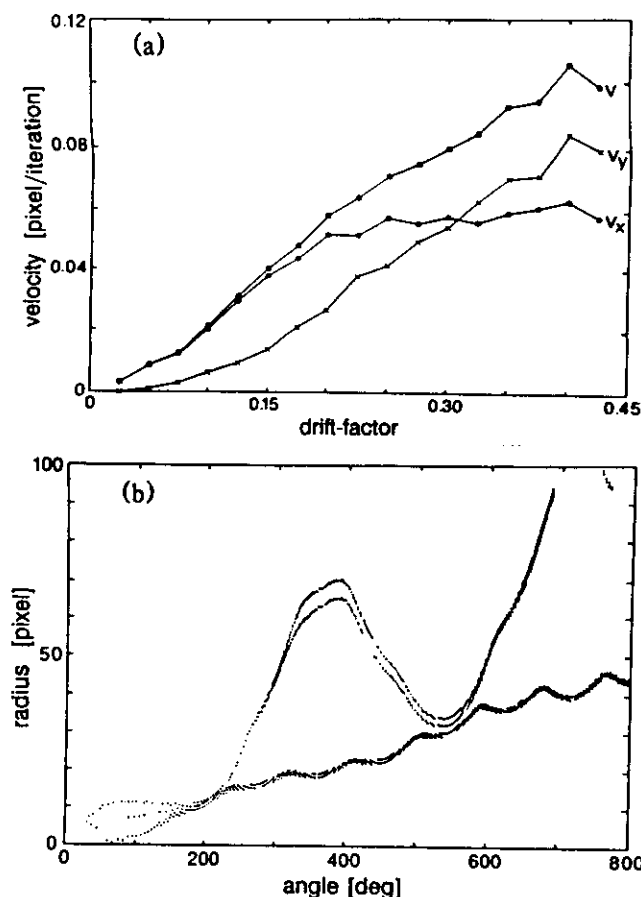 (a)
0.12
0.08
0.04
0
velocity [pixel/iteration]
v
vy
vx
0
0.15
0.30
0.45
drift-factor
(b)
100
50
0
radius [pixel]
0
200
400
600
800
angle [deg]